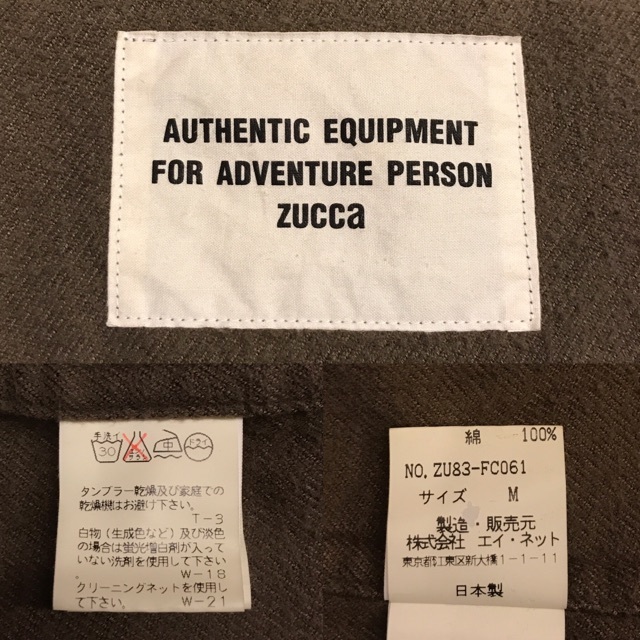 AUTHENTIC EQUIPMENT
FOR ADVENTURE PERSON
zucca
手洗イ
30
中
ドライ
タンブラー乾燥及び家庭での
乾燥機はお避け下さい。
T-3
白物(生成色など)及び淡色
の場合は蛍光増白剤が入って
いない洗剤を使用して下さい。
W-18
クリーニングネットを使用し
て下さい。
W-21
綿 100%
NO.ZU83-FC061
サイズ M
製造・販売元
株式会社 エイ・ネット
東京都江東区新大橋1-1-11
日本製